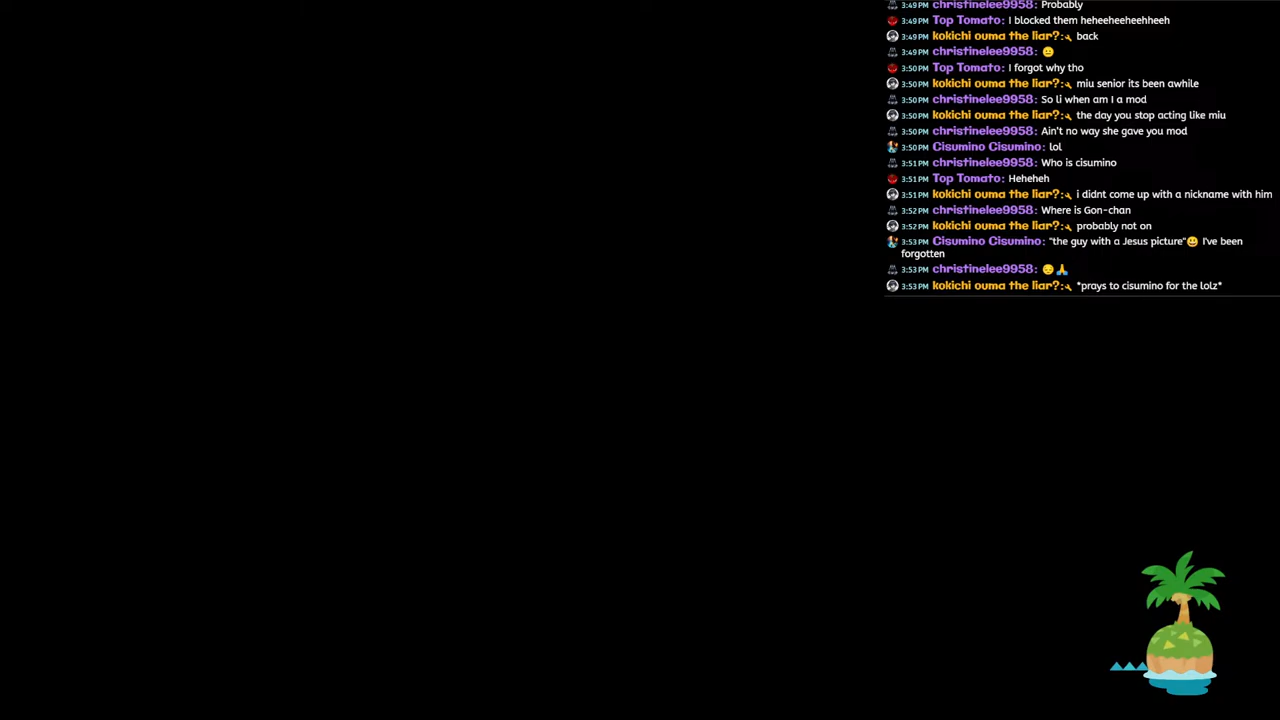 3:49 PM christinelee9958: Probably
3:49 PM Top Tomato: I blocked them heheeheeheehheeh
3:49 PM kokichi ouma the liar?: back
3:49 PM christinelee9958: 😐
3:50 PM Top Tomato: I forgot why tho
3:50 PM kokichi ouma the liar?: miu senior its been awhile
3:50 PM christinelee9958: So li when am I a mod
3:50 PM kokichi ouma the liar?: the day you stop acting like miu
3:50 PM christinelee9958: Ain't no way she gave you mod
3:50 PM Cisumino Cisumino: lol
3:51 PM christinelee9958: Who is cisumino
3:51 PM Top Tomato: Heheheh
3:51 PM kokichi ouma the liar?: i didnt come up with a nickname with him
3:52 PM christinelee9958: Where is Gon-chan
3:52 PM kokichi ouma the liar?: probably not on
3:53 PM Cisumino Cisumino: "the guy with a Jesus picture"😃 I've been
forgotten
3:53 PM christinelee9958: 😔🙏
3:53 PM kokichi ouma the liar?: *prays to cisumino for the lolz*